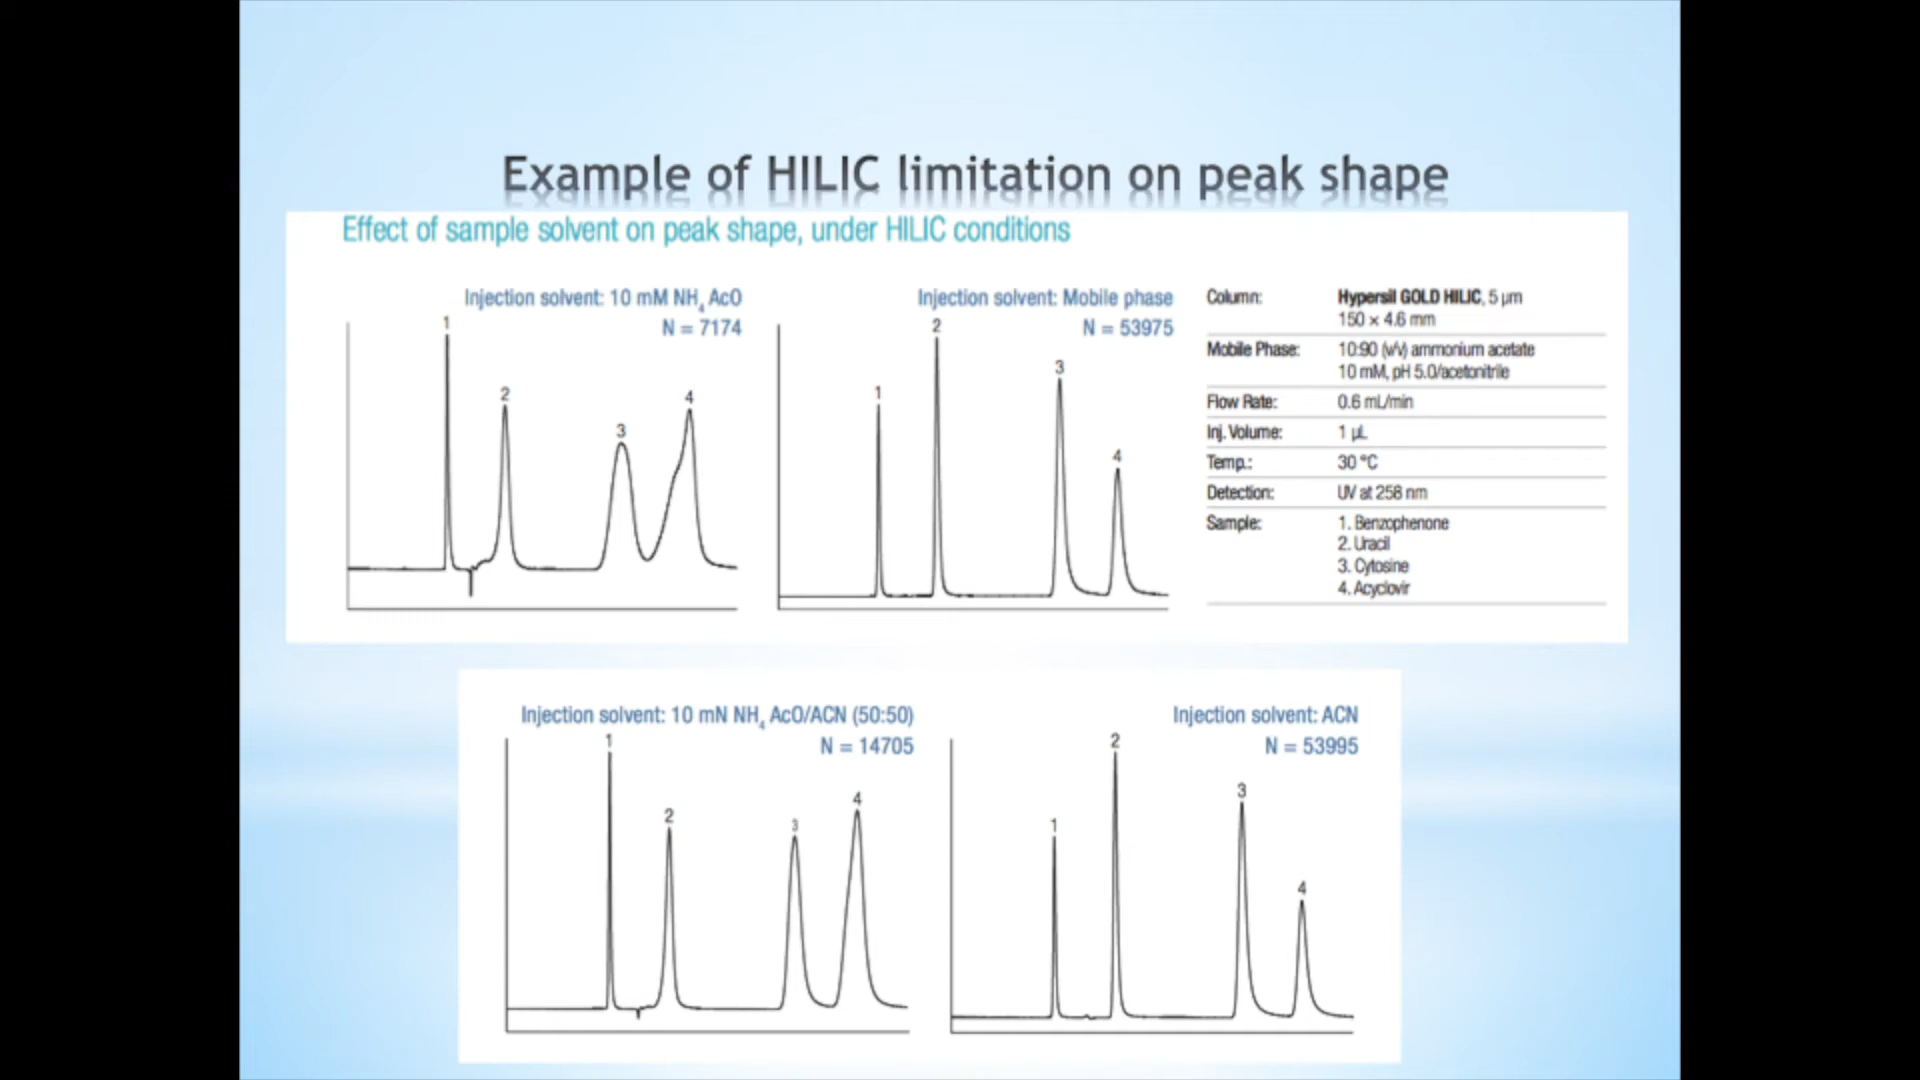 Example of HILIC limitation on peak shape
Effect of sample solvent on peak shape, under HILIC conditions
Injection solvent: 10 mM NH4 AcO
N = 7174
1
2
3
4
Injection solvent: Mobile phase
N = 53975
1
2
3
4
Column: Hypersil GOLD HILIC, 5 µm
150 × 4.6 mm
Mobile Phase: 10:90 (v/v) ammonium acetate
10 mM, pH 5.0/acetonitrile
Flow Rate: 0.6 mL/min
Inj. Volume: 1 µL
Temp.: 30 °C
Detection: UV at 258 nm
Sample: 1. Benzophenone
2. Uracil
3. Cytosine
4. Acyclovir
Injection solvent: 10 mN NH4 AcO/ACN (50:50)
N = 14705
1
2
3
4
Injection solvent: ACN
N = 53995
1
2
3
4